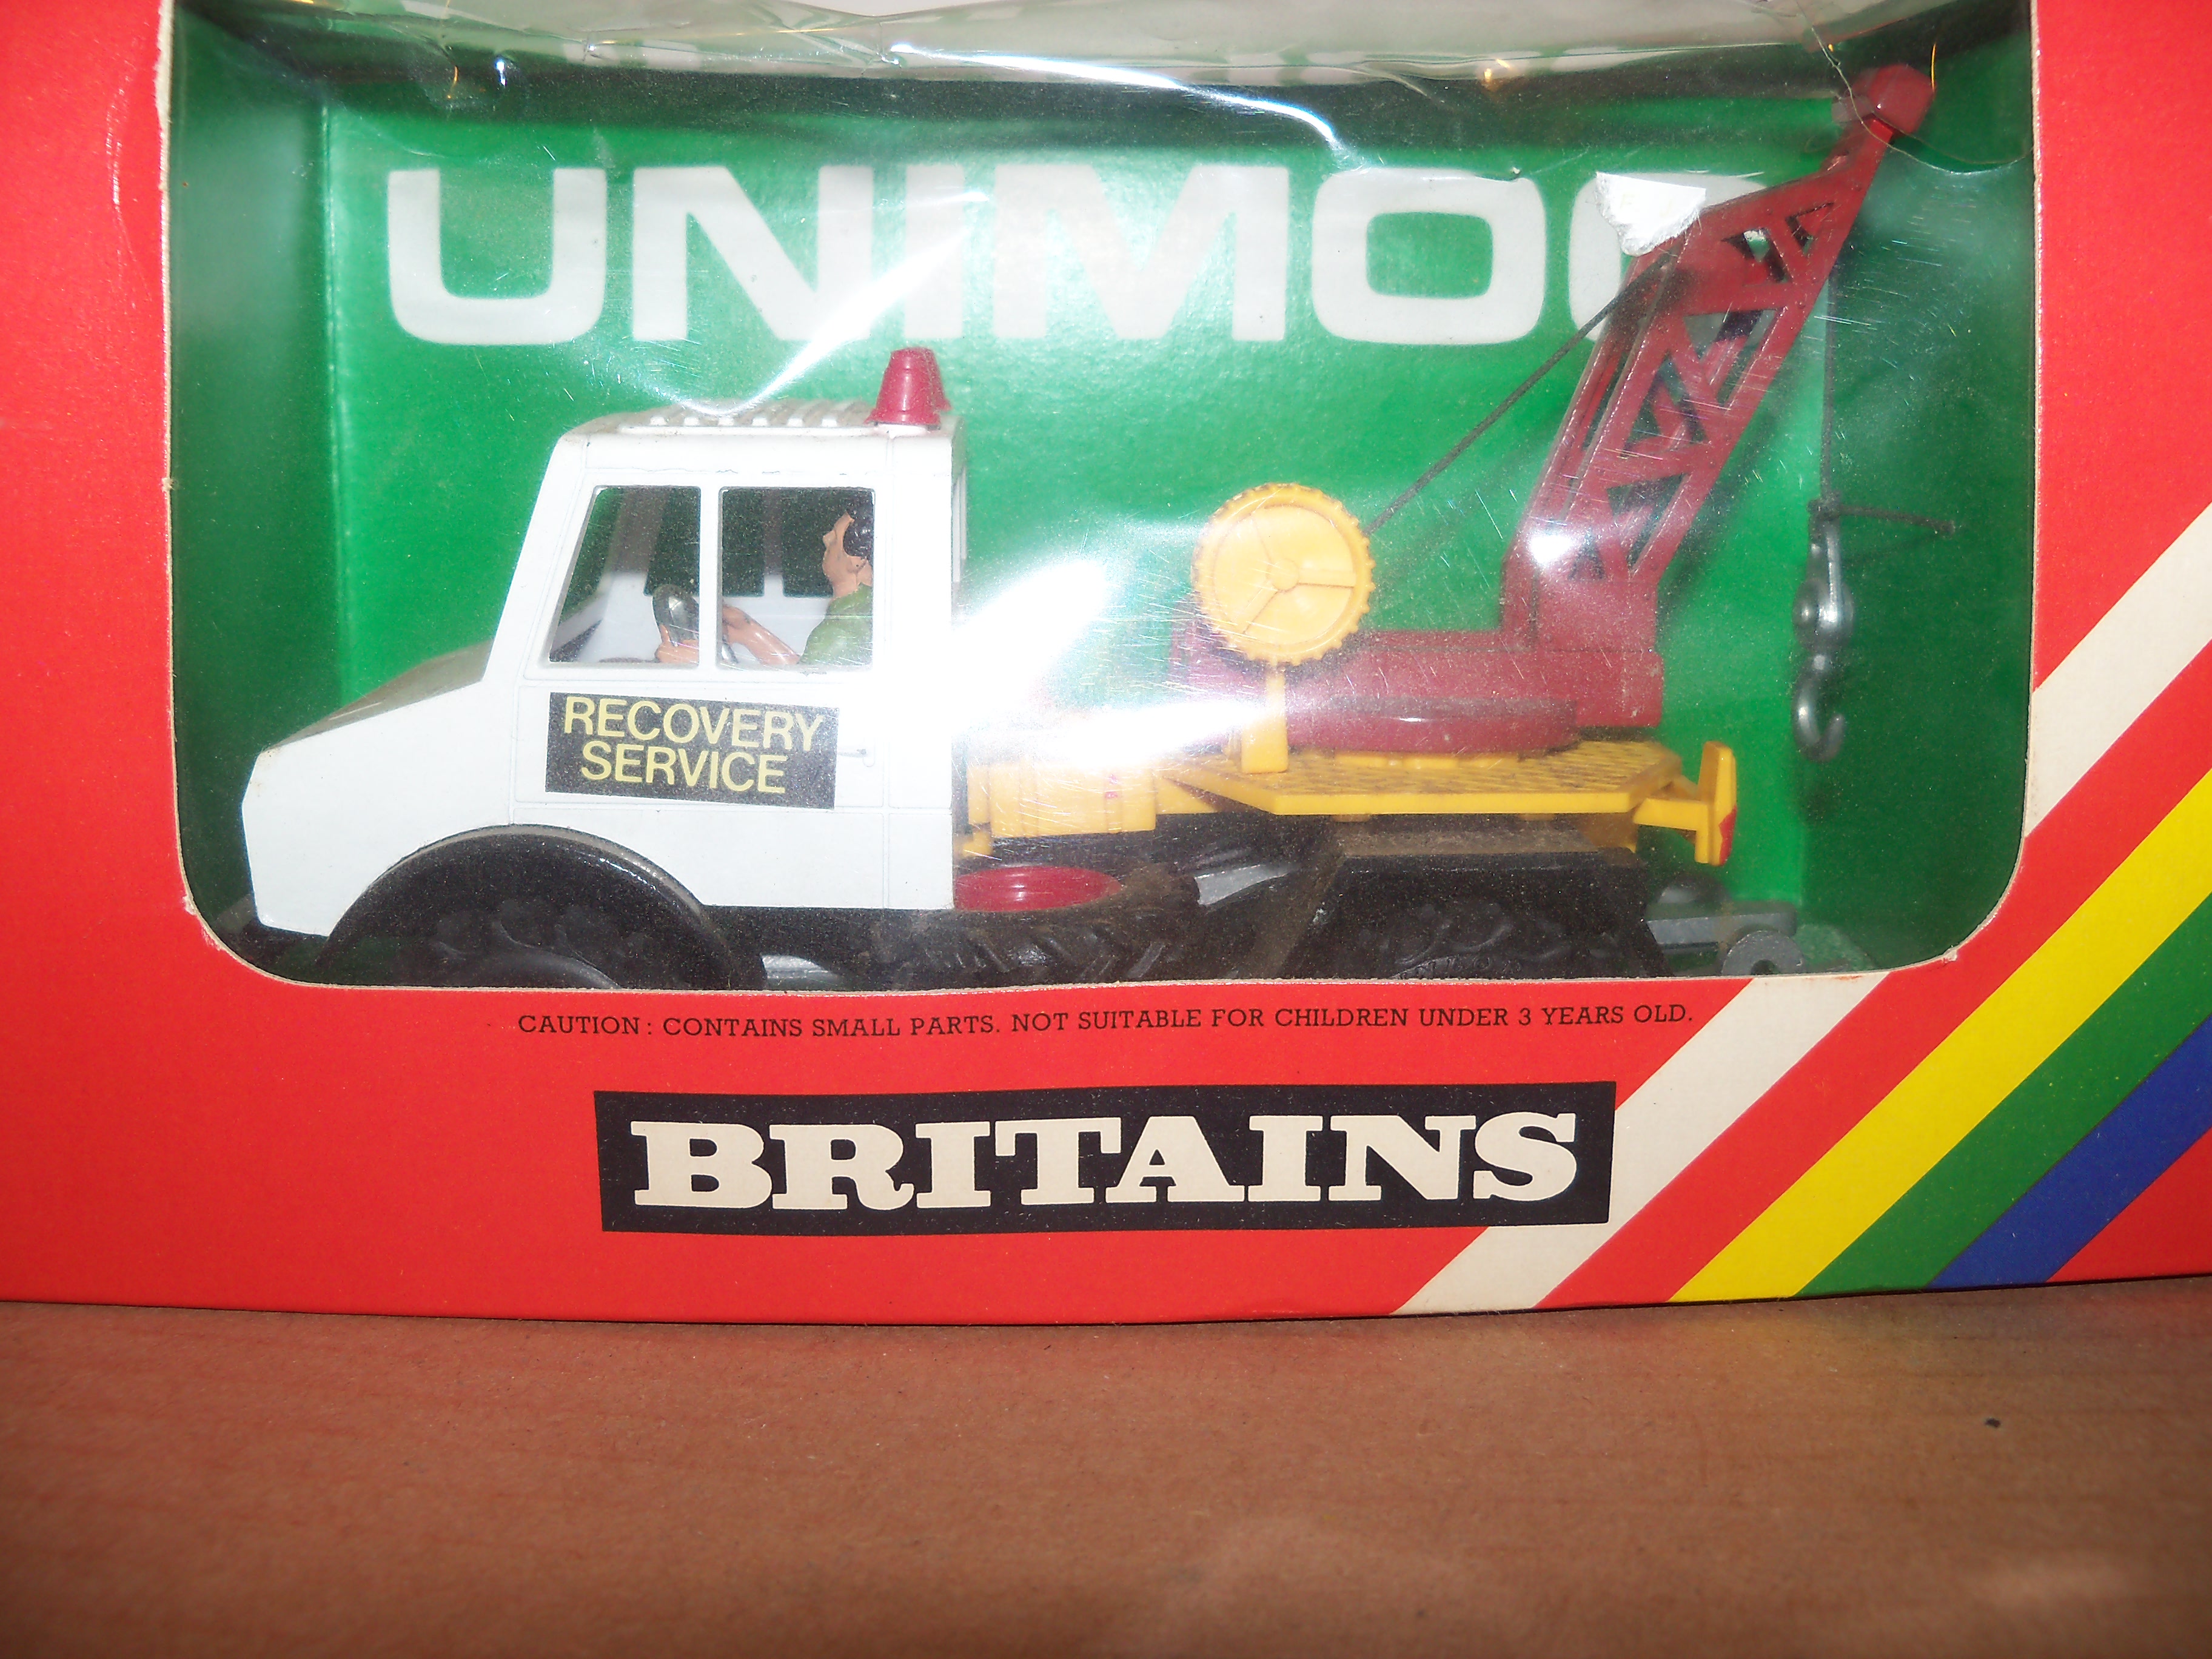 UNIMOG
RECOVERY
SERVICE
CAUTION : CONTAINS SMALL PARTS. NOT SUITABLE FOR CHILDREN UNDER 3 YEARS OLD.
BRITAINS